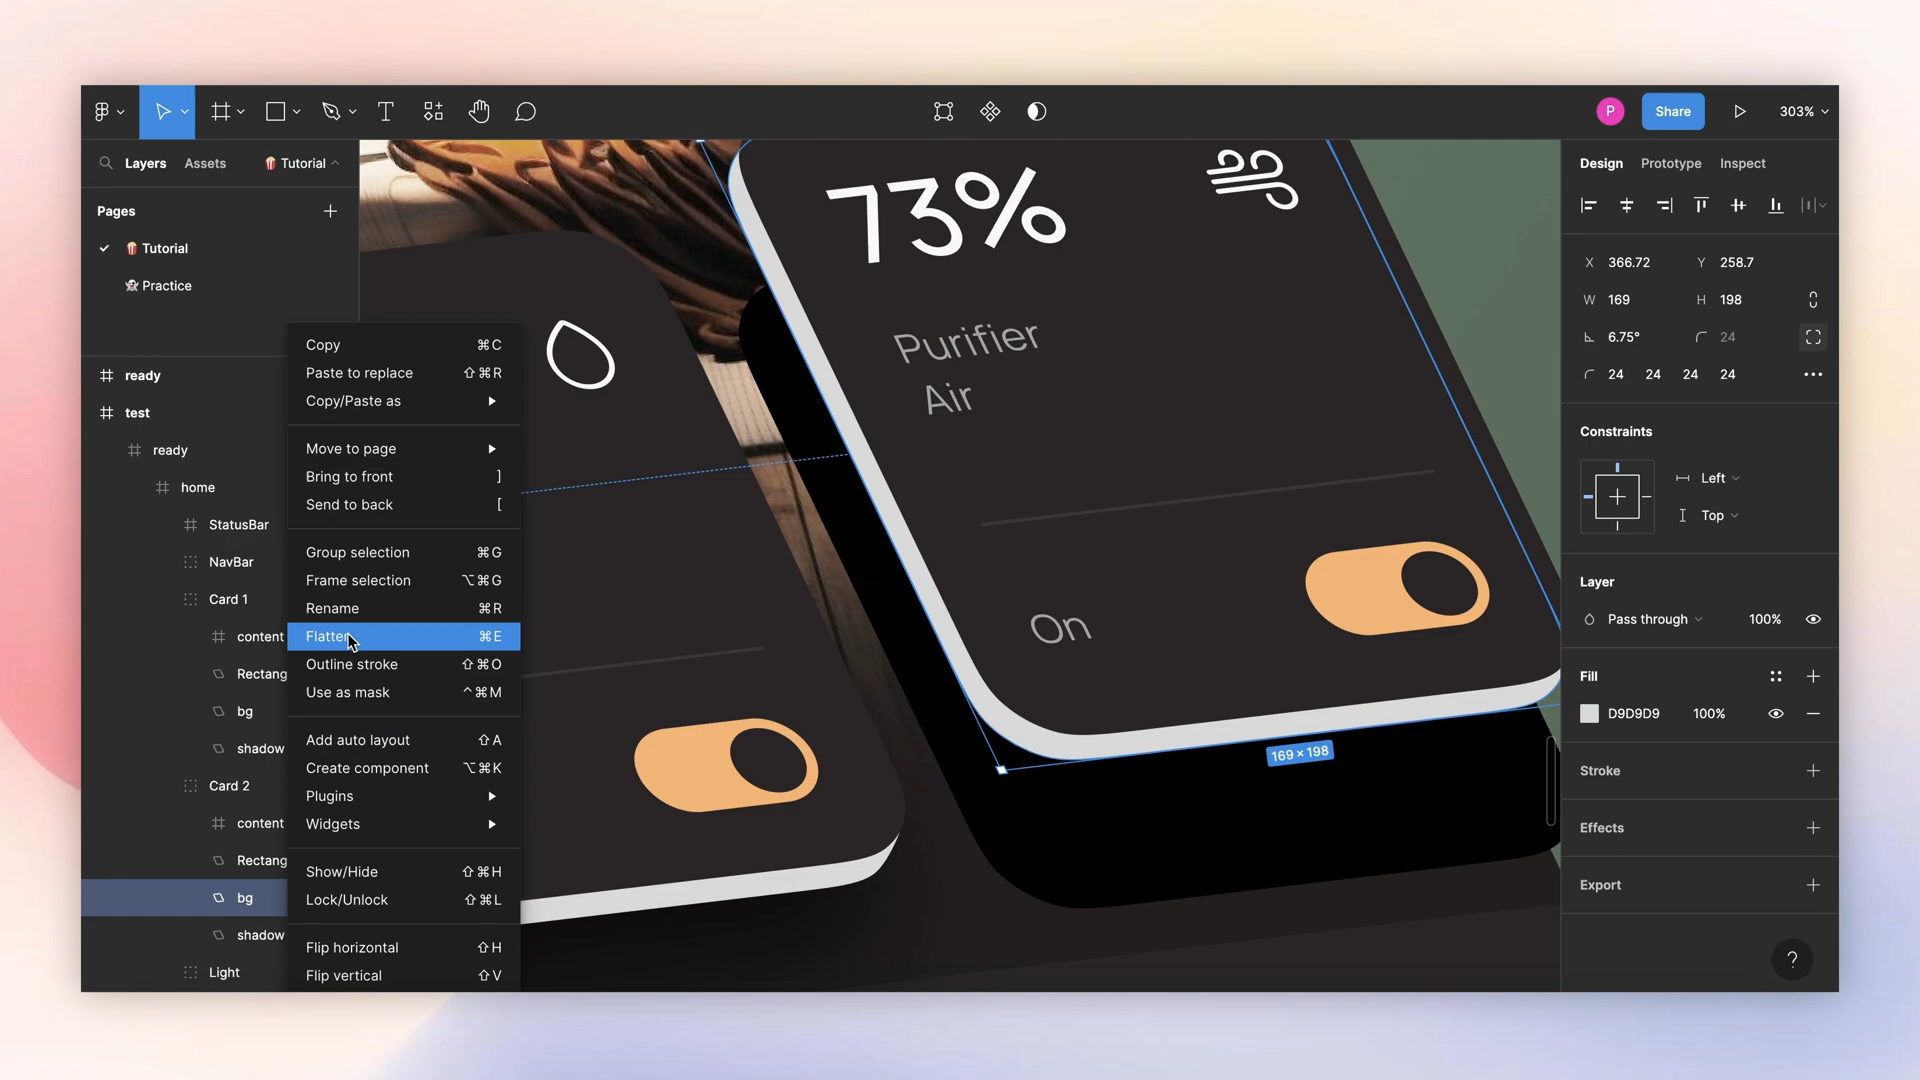 P
Share
303%
Layers
Assets
Tutorial
Pages
Tutorial
Practice
ready
test
ready
home
StatusBar
NavBar
Card 1
content
Rectang
bg
shadow
Card 2
content
Rectang
bg
shadow
Light
Copy ⌘C
Paste to replace ⇧⌘R
Copy/Paste as
Move to page
Bring to front ]
Send to back [
Group selection ⌘G
Frame selection ⌥⌘G
Rename ⌘R
Flatten ⌘E
Outline stroke ⇧⌘O
Use as mask ^⌘M
Add auto layout ⇧A
Create component ⌥⌘K
Plugins
Widgets
Show/Hide ⇧⌘H
Lock/Unlock ⇧⌘L
Flip horizontal ⇧H
Flip vertical ⇧V
73%
Purifier
Air
On
169 × 198
Design
Prototype
Inspect
X 366.72 Y 258.7
W 169 H 198
6.75° 24
24 24 24 24
Constraints
Left
Top
Layer
Pass through 100%
Fill
D9D9D9 100%
Stroke
Effects
Export
?